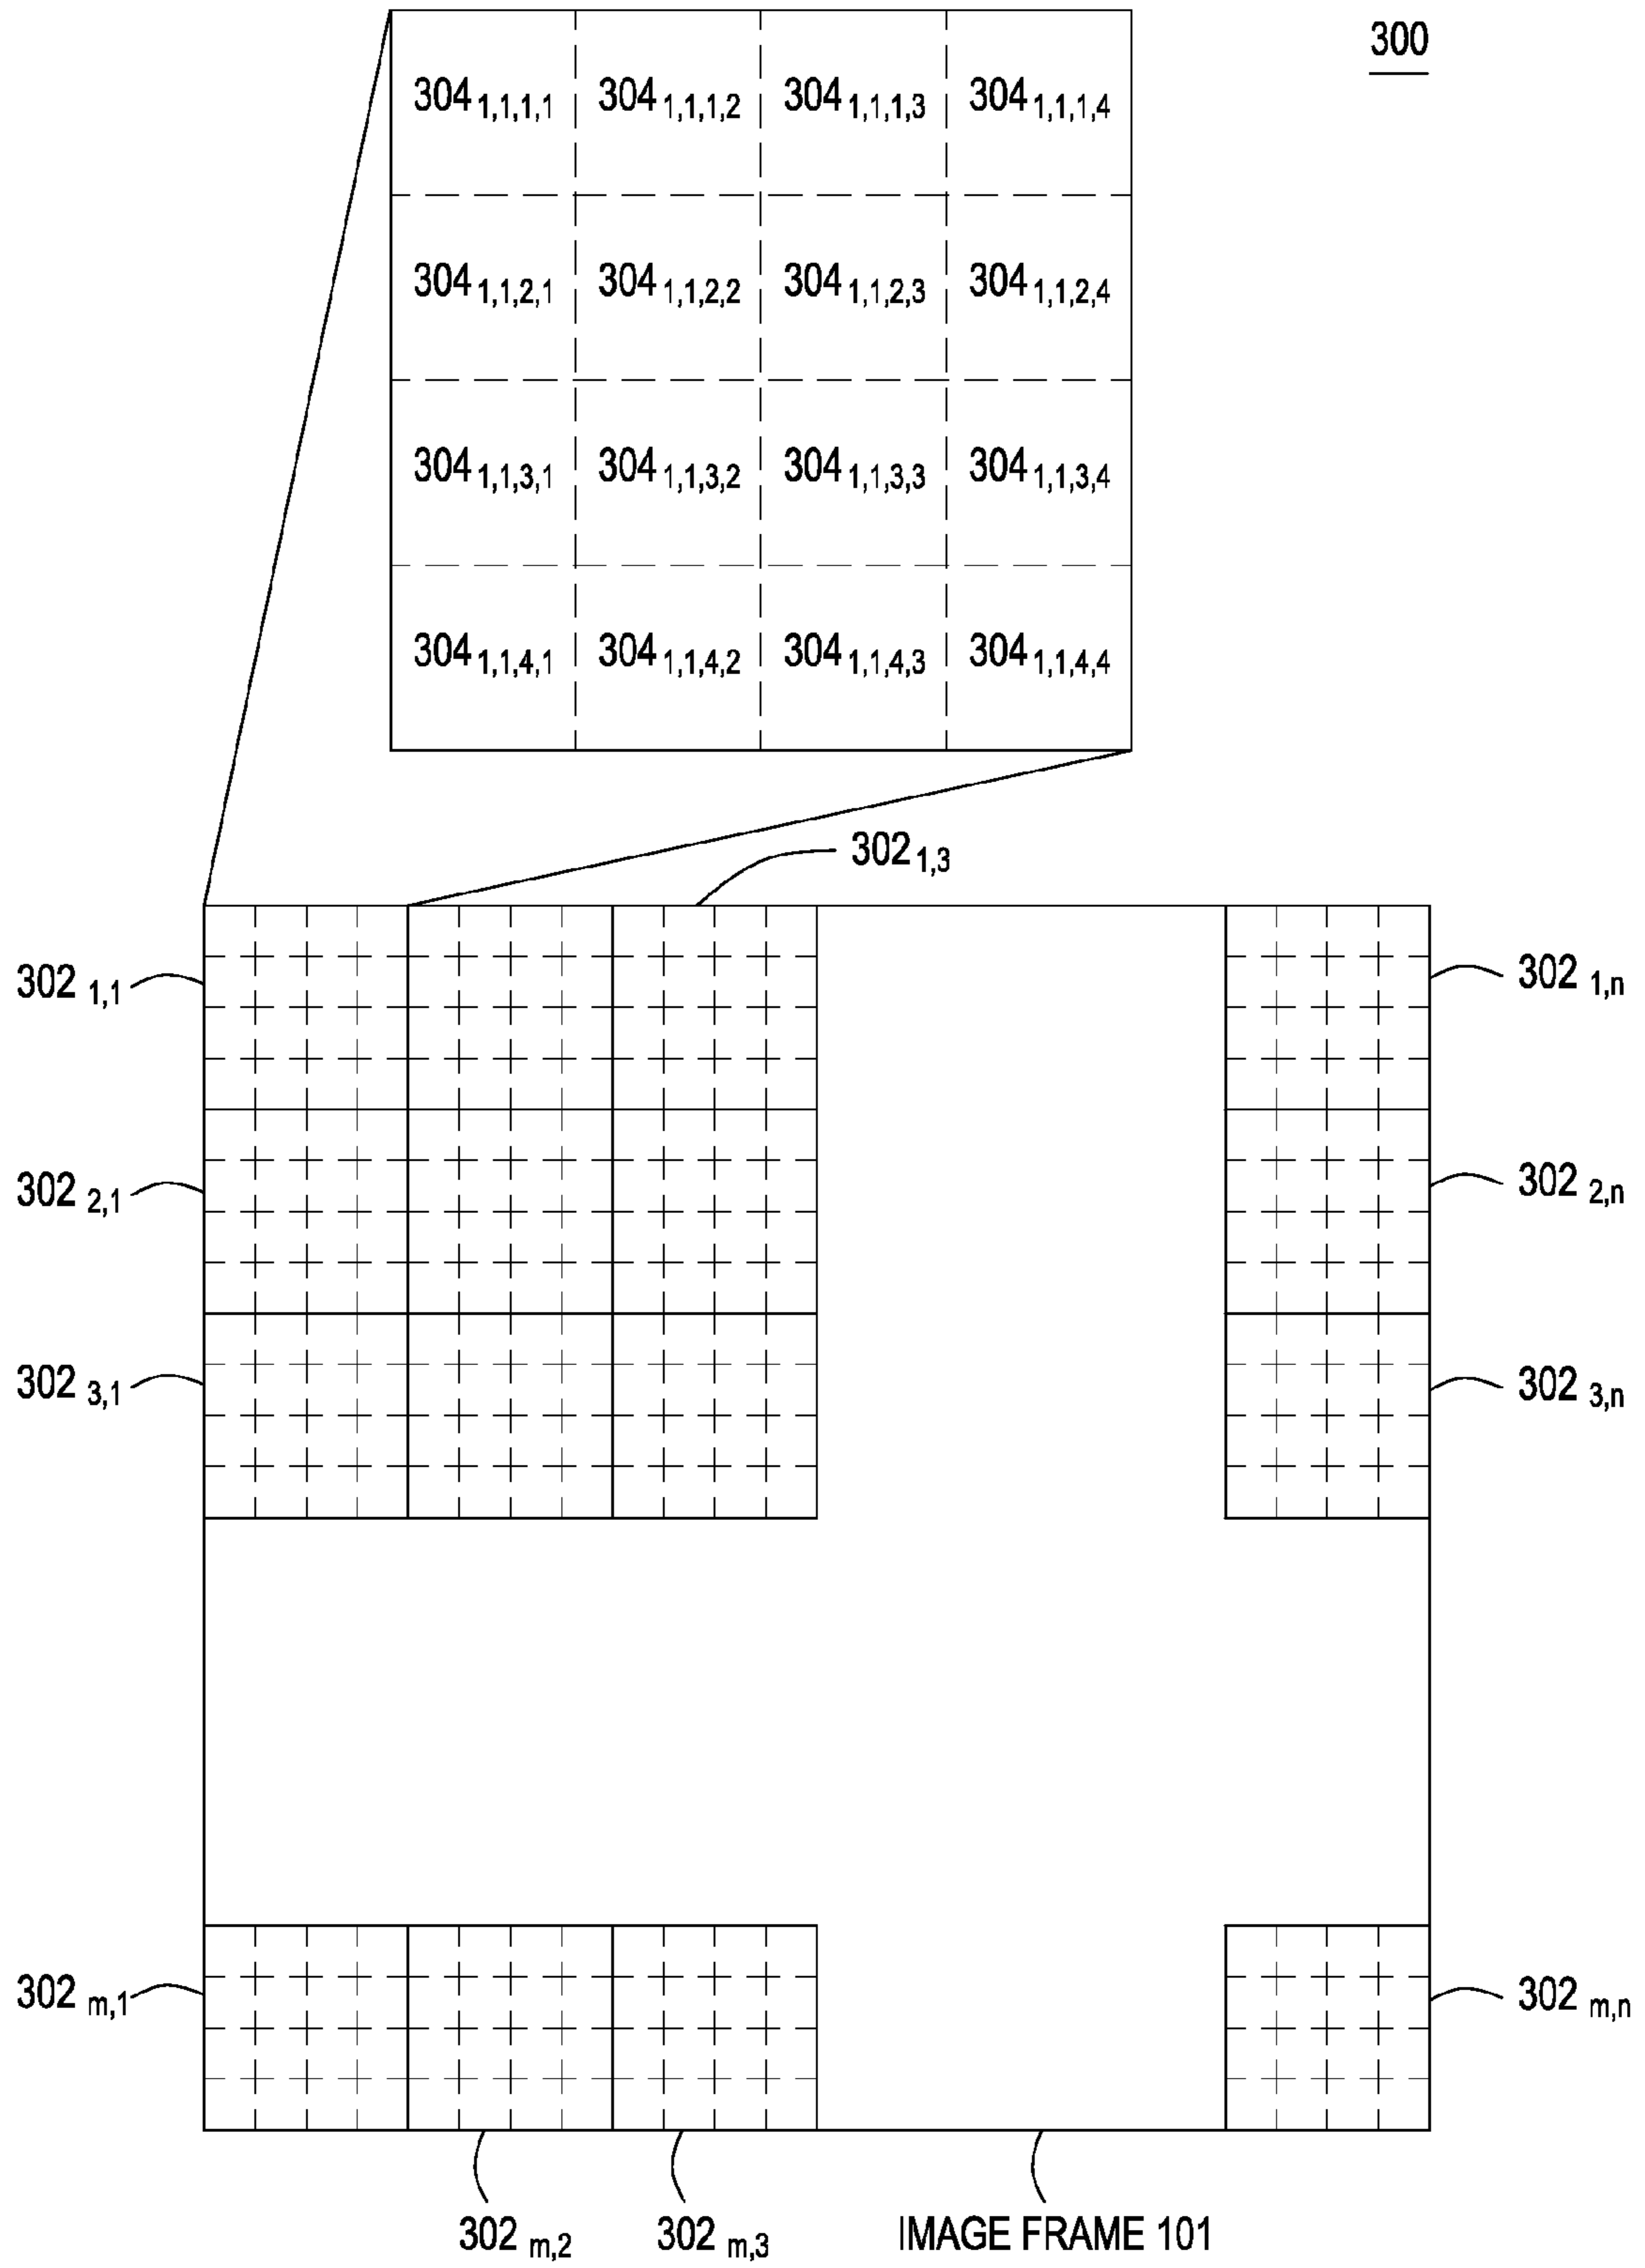 300
304 1,1,1,1 304 1,1,1,2 304 1,1,1,3 304 1,1,1,4
304 1,1,2,1 304 1,1,2,2 304 1,1,2,3 304 1,1,2,4
304 1,1,3,1 304 1,1,3,2 304 1,1,3,3 304 1,1,3,4
304 1,1,4,1 304 1,1,4,2 304 1,1,4,3 304 1,1,4,4
302 1,3
302 1,1 302 1,n
302 2,1 302 2,n
302 3,1 302 3,n
302 m,1 302 m,n
302 m,2 302 m,3 IMAGE FRAME 101